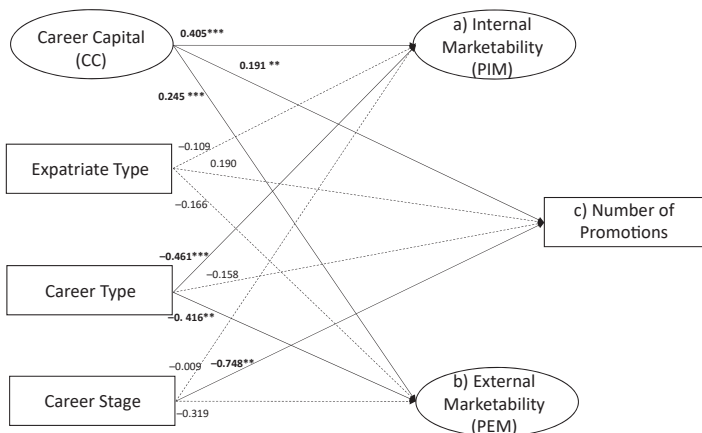 Career Capital
(CC)
0.405***
a) Internal
Marketability
(PIM)
0.191 **
0.245 ***
Expatriate Type
–0.109
0.190
–0.166
c) Number of
Promotions
Career Type
–0.461***
–0.158
–0. 416**
Career Stage
–0.009
–0.748**
–0.319
b) External
Marketability
(PEM)